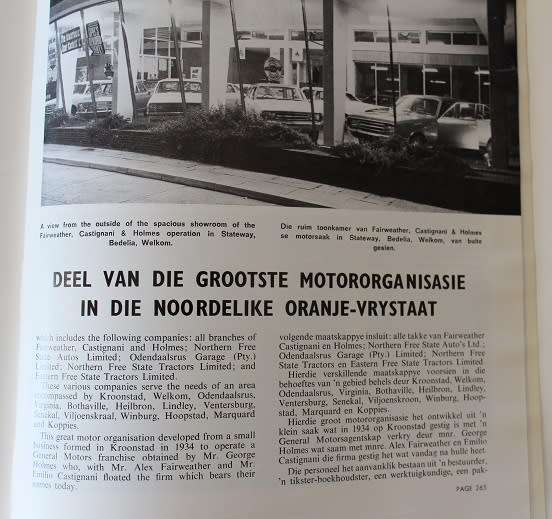 A view from the outside of the spacious showroom of the
Fairweather, Castignani & Holmes operation in Stateway,
Bedelia, Welkom.
Die ruim toonkamer van Fairweather, Castignani & Holmes
se motorsaak in Stateway, Bedelia, Welkom, van buite
gesien.
DEEL VAN DIE GROOTSTE MOTORORGANISASIE
IN DIE NOORDELIKE ORANJE-VRYSTAAT
which includes the following companies: all branches of
Fairweather, Castignani and Holmes; Northern Free
State Autos Limited; Odendaalsrus Garage (Pty.)
Limited; Northern Free State Tractors Limited; and
Eastern Free State Tractors Limited.
These various companies serve the needs of an area
encompassed by Kroonstad, Welkom, Odendaalsrus,
Virginia, Bothaville, Heilbron, Lindley, Ventersburg,
Senekal, Viljoenskraal, Winburg, Hoopstad, Marquard
and Koppies.
This great motor organisation developed from a small
business formed in Kroonstad in 1934 to operate a
General Motors franchise obtained by Mr. George
Holmes who, with Mr. Alex Fairweather and Mr.
Emilio Castignani floated the firm which bears their
names today.
volgende maatskappye insluit: alle takke van Fairweather
Castignani en Holmes; Northern Free State Auto's Ltd.;
Odendaalsrus Garage (Pty.) Limited; Northern Free
State Tractors en Eastern Free State Tractors Limited
Hierdie verskillende maatskappye voorsien in die
behoeftes van 'n gebied behels deur Kroonstad, Welkom,
Odendaalsrus, Virginia, Bothaville, Heilbron, Lindley,
Ventersburg, Senekal, Viljoenskroon, Winburg, Hoop-
stad, Marquard en Koppies.
Hierdie groot motororganisasie het ontwikkel uit 'n
klein saak wat in 1934 op Kroonstad gestig is met 'n
General Motorsagentskap verkry deur mnr. George
Holmes wat saam met mnre. Alex Fairweather en Emilio
Castignani die firma gestig het wat vandag na hulle heet.
Die personeel het aanvanklik bestaan uit 'n bestuurder,
'n tikster-boekhoudster, een werktuigkundige, een pak-
PAGE 265